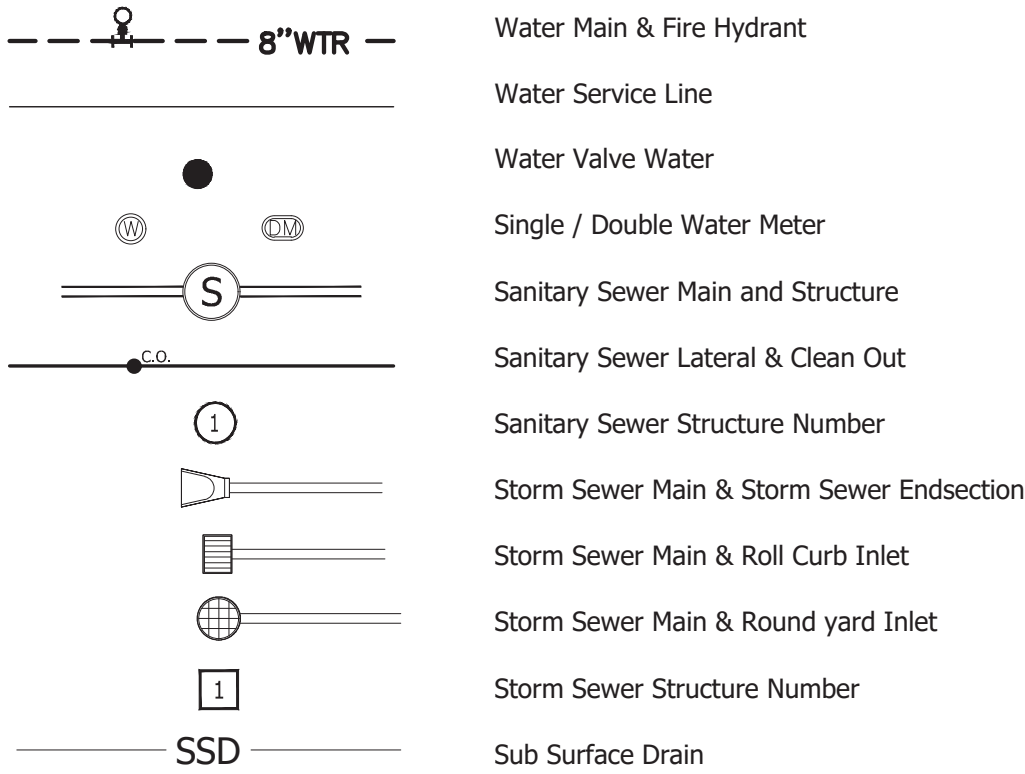 8’’WTR Water Main & Fire Hydrant
Water Service Line
Water Valve Water
W DM Single / Double Water Meter
S Sanitary Sewer Main and Structure
C.O. Sanitary Sewer Lateral & Clean Out
1 Sanitary Sewer Structure Number
Storm Sewer Main & Storm Sewer Endsection
Storm Sewer Main & Roll Curb Inlet
Storm Sewer Main & Round yard Inlet
1 Storm Sewer Structure Number
SSD Sub Surface Drain